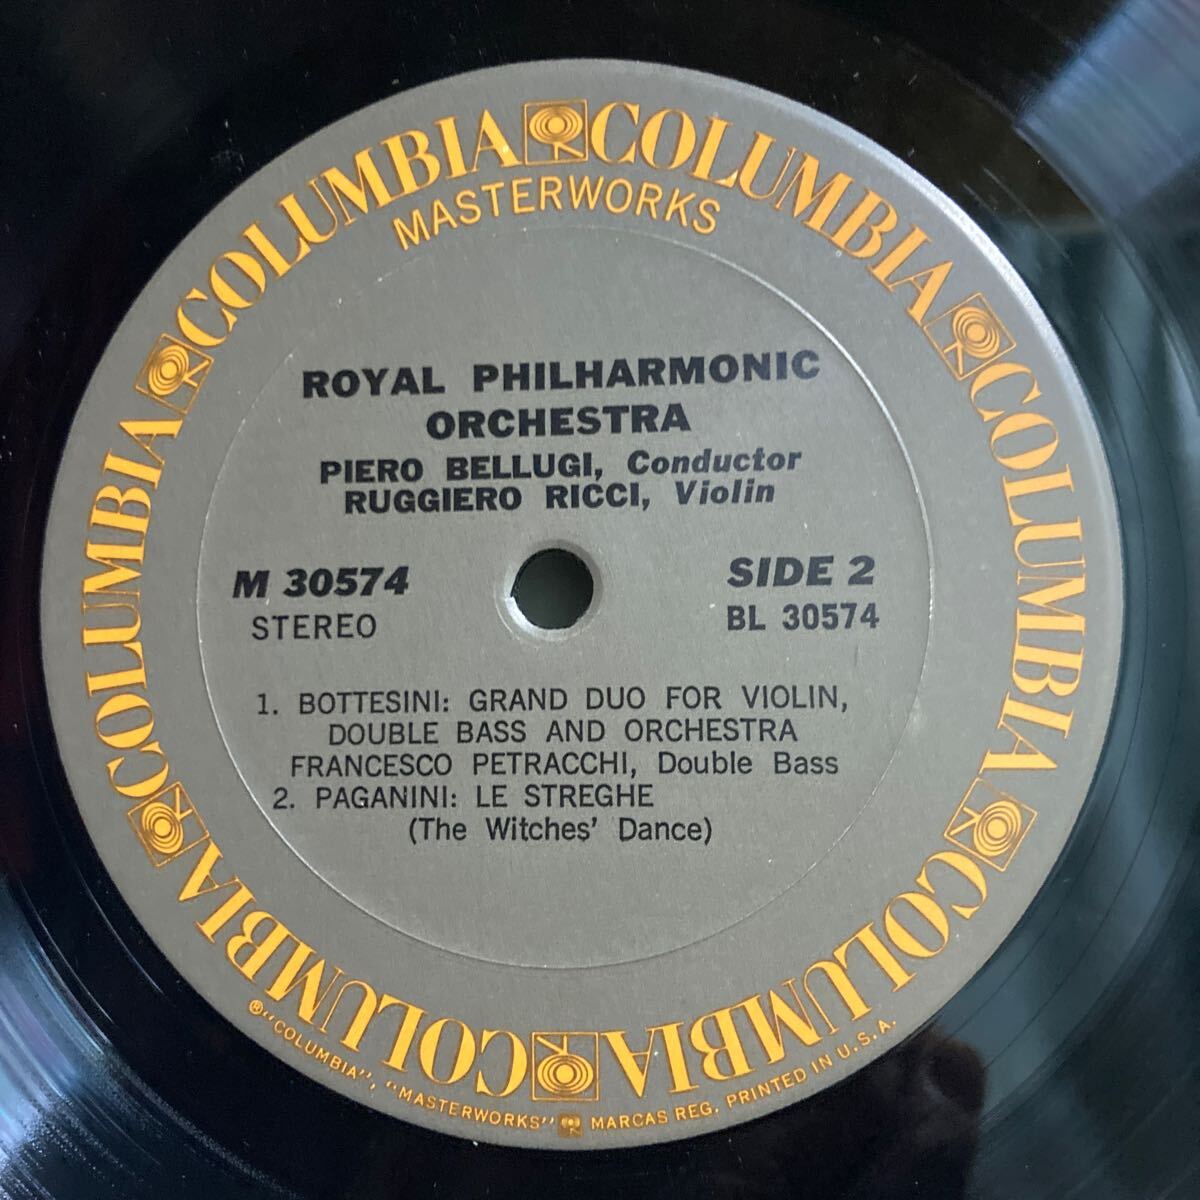 COLUMBIA COLUMBIA COLUMBIA COLUMBIA COLUMBIA COLUMBIA
MASTERWORKS
ROYAL PHILHARMONIC
ORCHESTRA
PIERO BELLUGI, Conductor
RUGGIERO RICCI, Violin
M 30574
STEREO
SIDE 2
BL 30574
1. BOTTESINI: GRAND DUO FOR VIOLIN,
DOUBLE BASS AND ORCHESTRA
FRANCESCO PETRACCHI, Double Bass
2. PAGANINI: LE STREGHE
(The Witches' Dance)
®"COLUMBIA", "MASTERWORKS" MARCAS REG. PRINTED IN U.S.A.